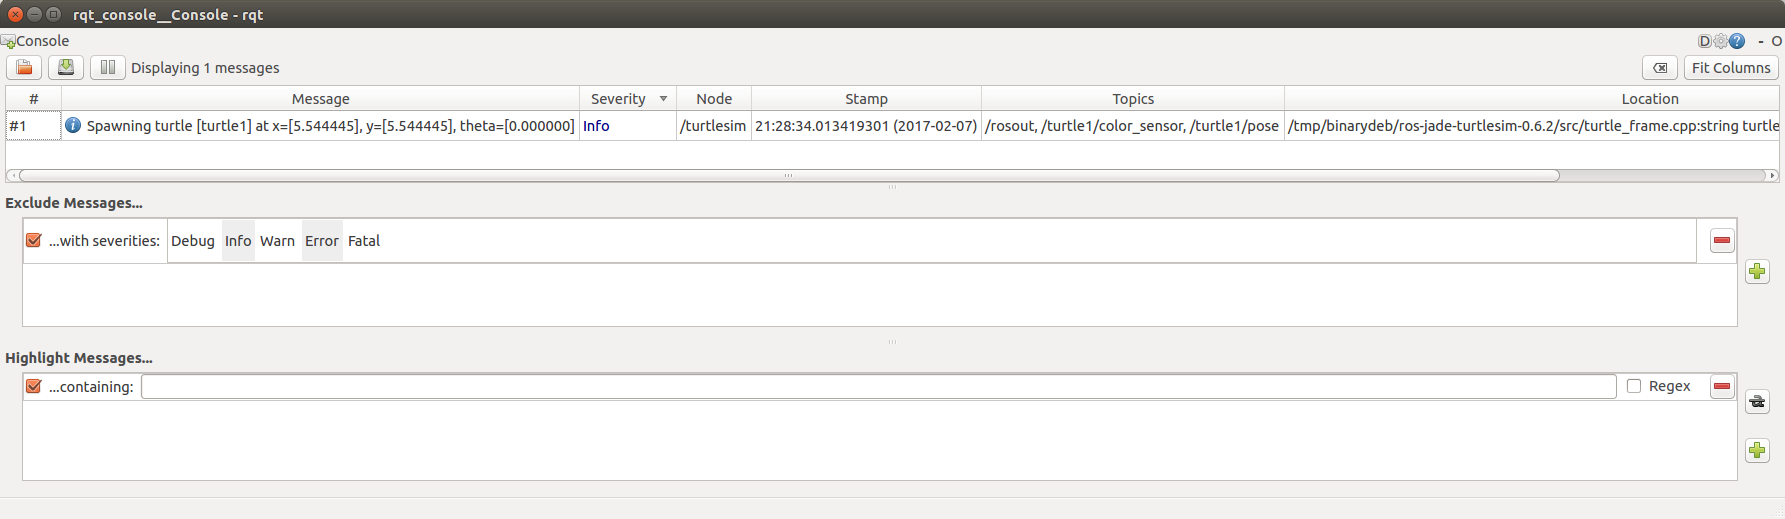 rqt_console__Console - rqt
Console
D
- O
Displaying 1 messages
Fit Columns
# Message Severity Node Stamp Topics Location
#1 Spawning turtle [turtle1] at x=[5.544445], y=[5.544445], theta=[0.000000] Info /turtlesim 21:28:34.013419301 (2017-02-07) /rosout, /turtle1/color_sensor, /turtle1/pose /tmp/binarydeb/ros-jade-turtlesim-0.6.2/src/turtle_frame.cpp:string turtle
Exclude Messages...
...with severities: Debug Info Warn Error Fatal
Highlight Messages...
...containing: Regex